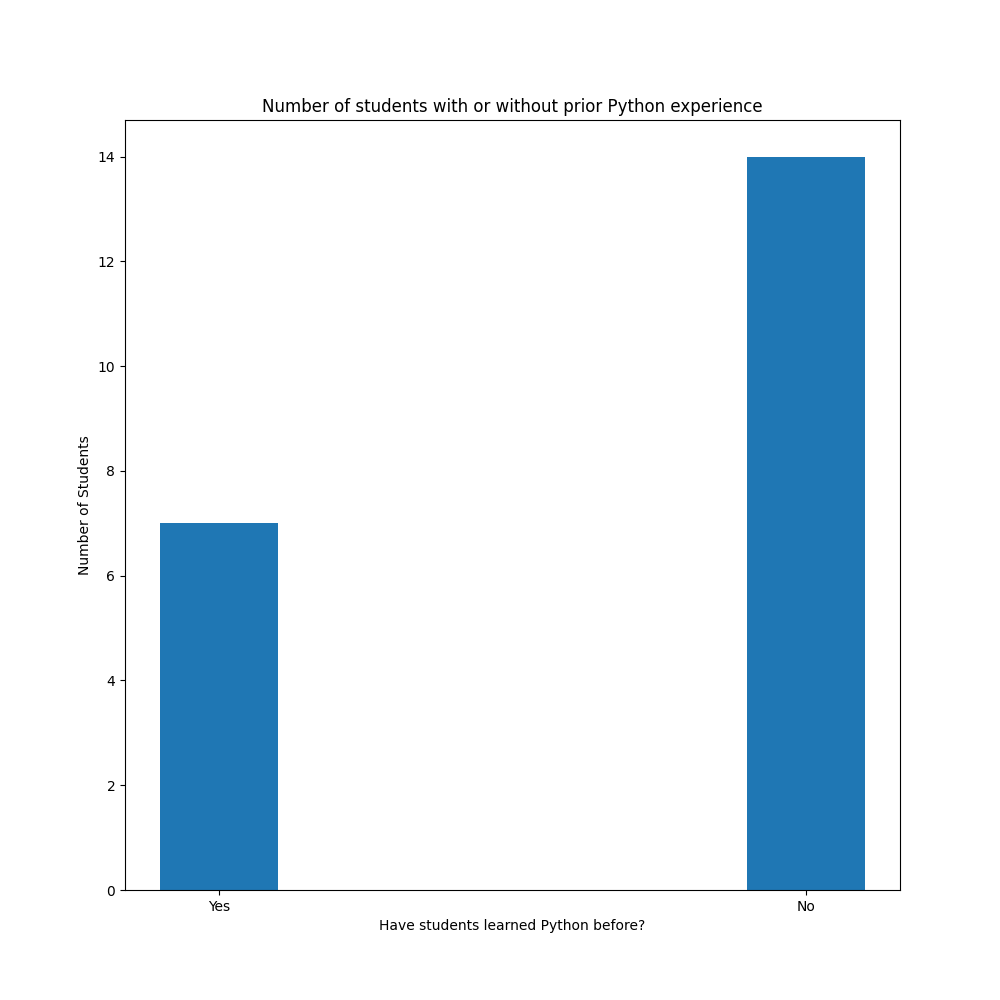 Number of students with or without prior Python experience
14
12
10
8
6
4
2
0
Number of Students
Yes No
Have students learned Python before?